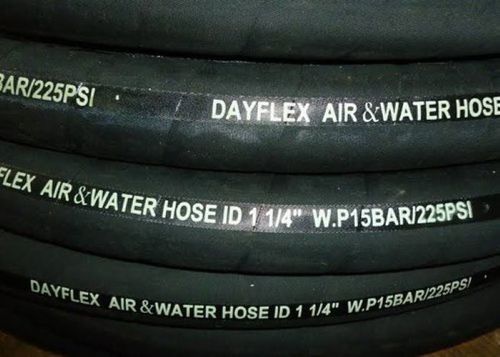 BAR/225PSI DAYFLEX AIR & WATER HOSE
FLEX AIR & WATER HOSE ID 1 1/4" W.P15BAR/225PSI
DAYFLEX AIR & WATER HOSE ID 1 1/4" W.P15BAR/225PSI